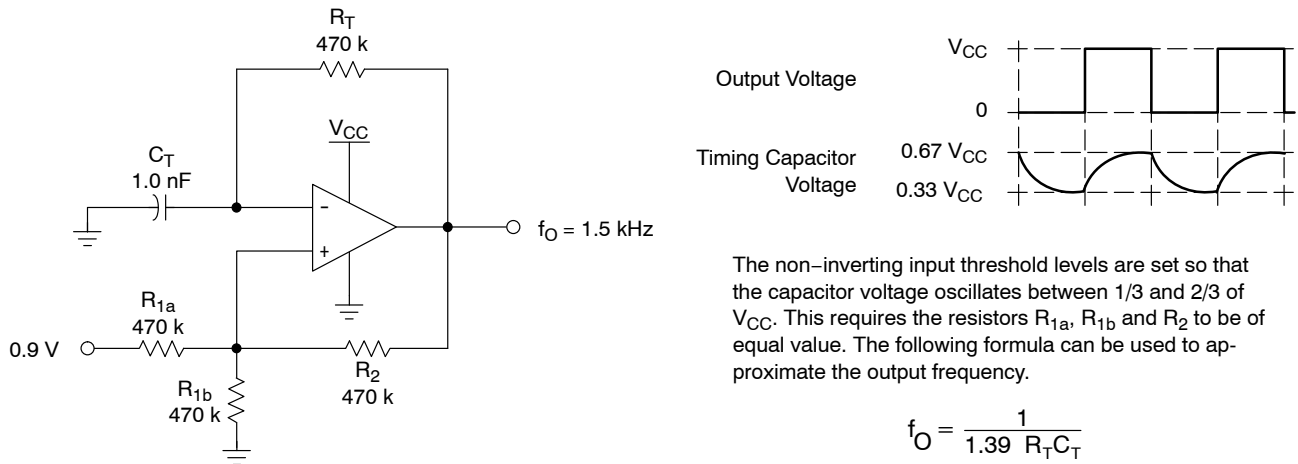 R_T
470 k
V_CC
C_T
1.0 nF
−
+
f_O = 1.5 kHz
R_1a
470 k
0.9 V
R_2
470 k
R_1b
470 k
V_CC
Output Voltage
0
Timing Capacitor
Voltage
0.67 V_CC
0.33 V_CC
The non−inverting input threshold levels are set so that
the capacitor voltage oscillates between 1/3 and 2/3 of
V_CC. This requires the resistors R_1a, R_1b and R_2 to be of
equal value. The following formula can be used to ap-
proximate the output frequency.
f_O = 1 / 1.39 R_TC_T